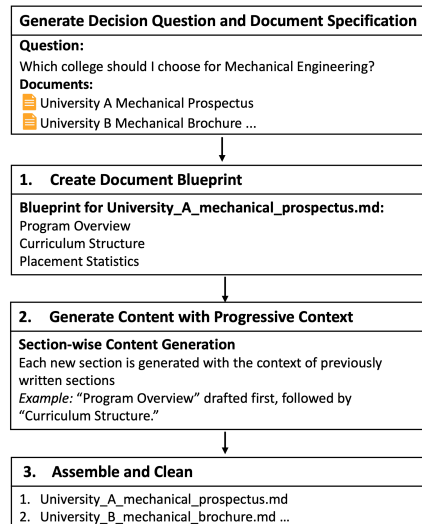 Generate Decision Question and Document Specification
Question:
Which college should I choose for Mechanical Engineering?
Documents:
University A Mechanical Prospectus
University B Mechanical Brochure ...
1. Create Document Blueprint
Blueprint for University_A_mechanical_prospectus.md:
Program Overview
Curriculum Structure
Placement Statistics
2. Generate Content with Progressive Context
Section-wise Content Generation
Each new section is generated with the context of previously
written sections
Example: “Program Overview” drafted first, followed by
“Curriculum Structure.”
3. Assemble and Clean
1. University_A_mechanical_prospectus.md
2. University_B_mechanical_brochure.md ...